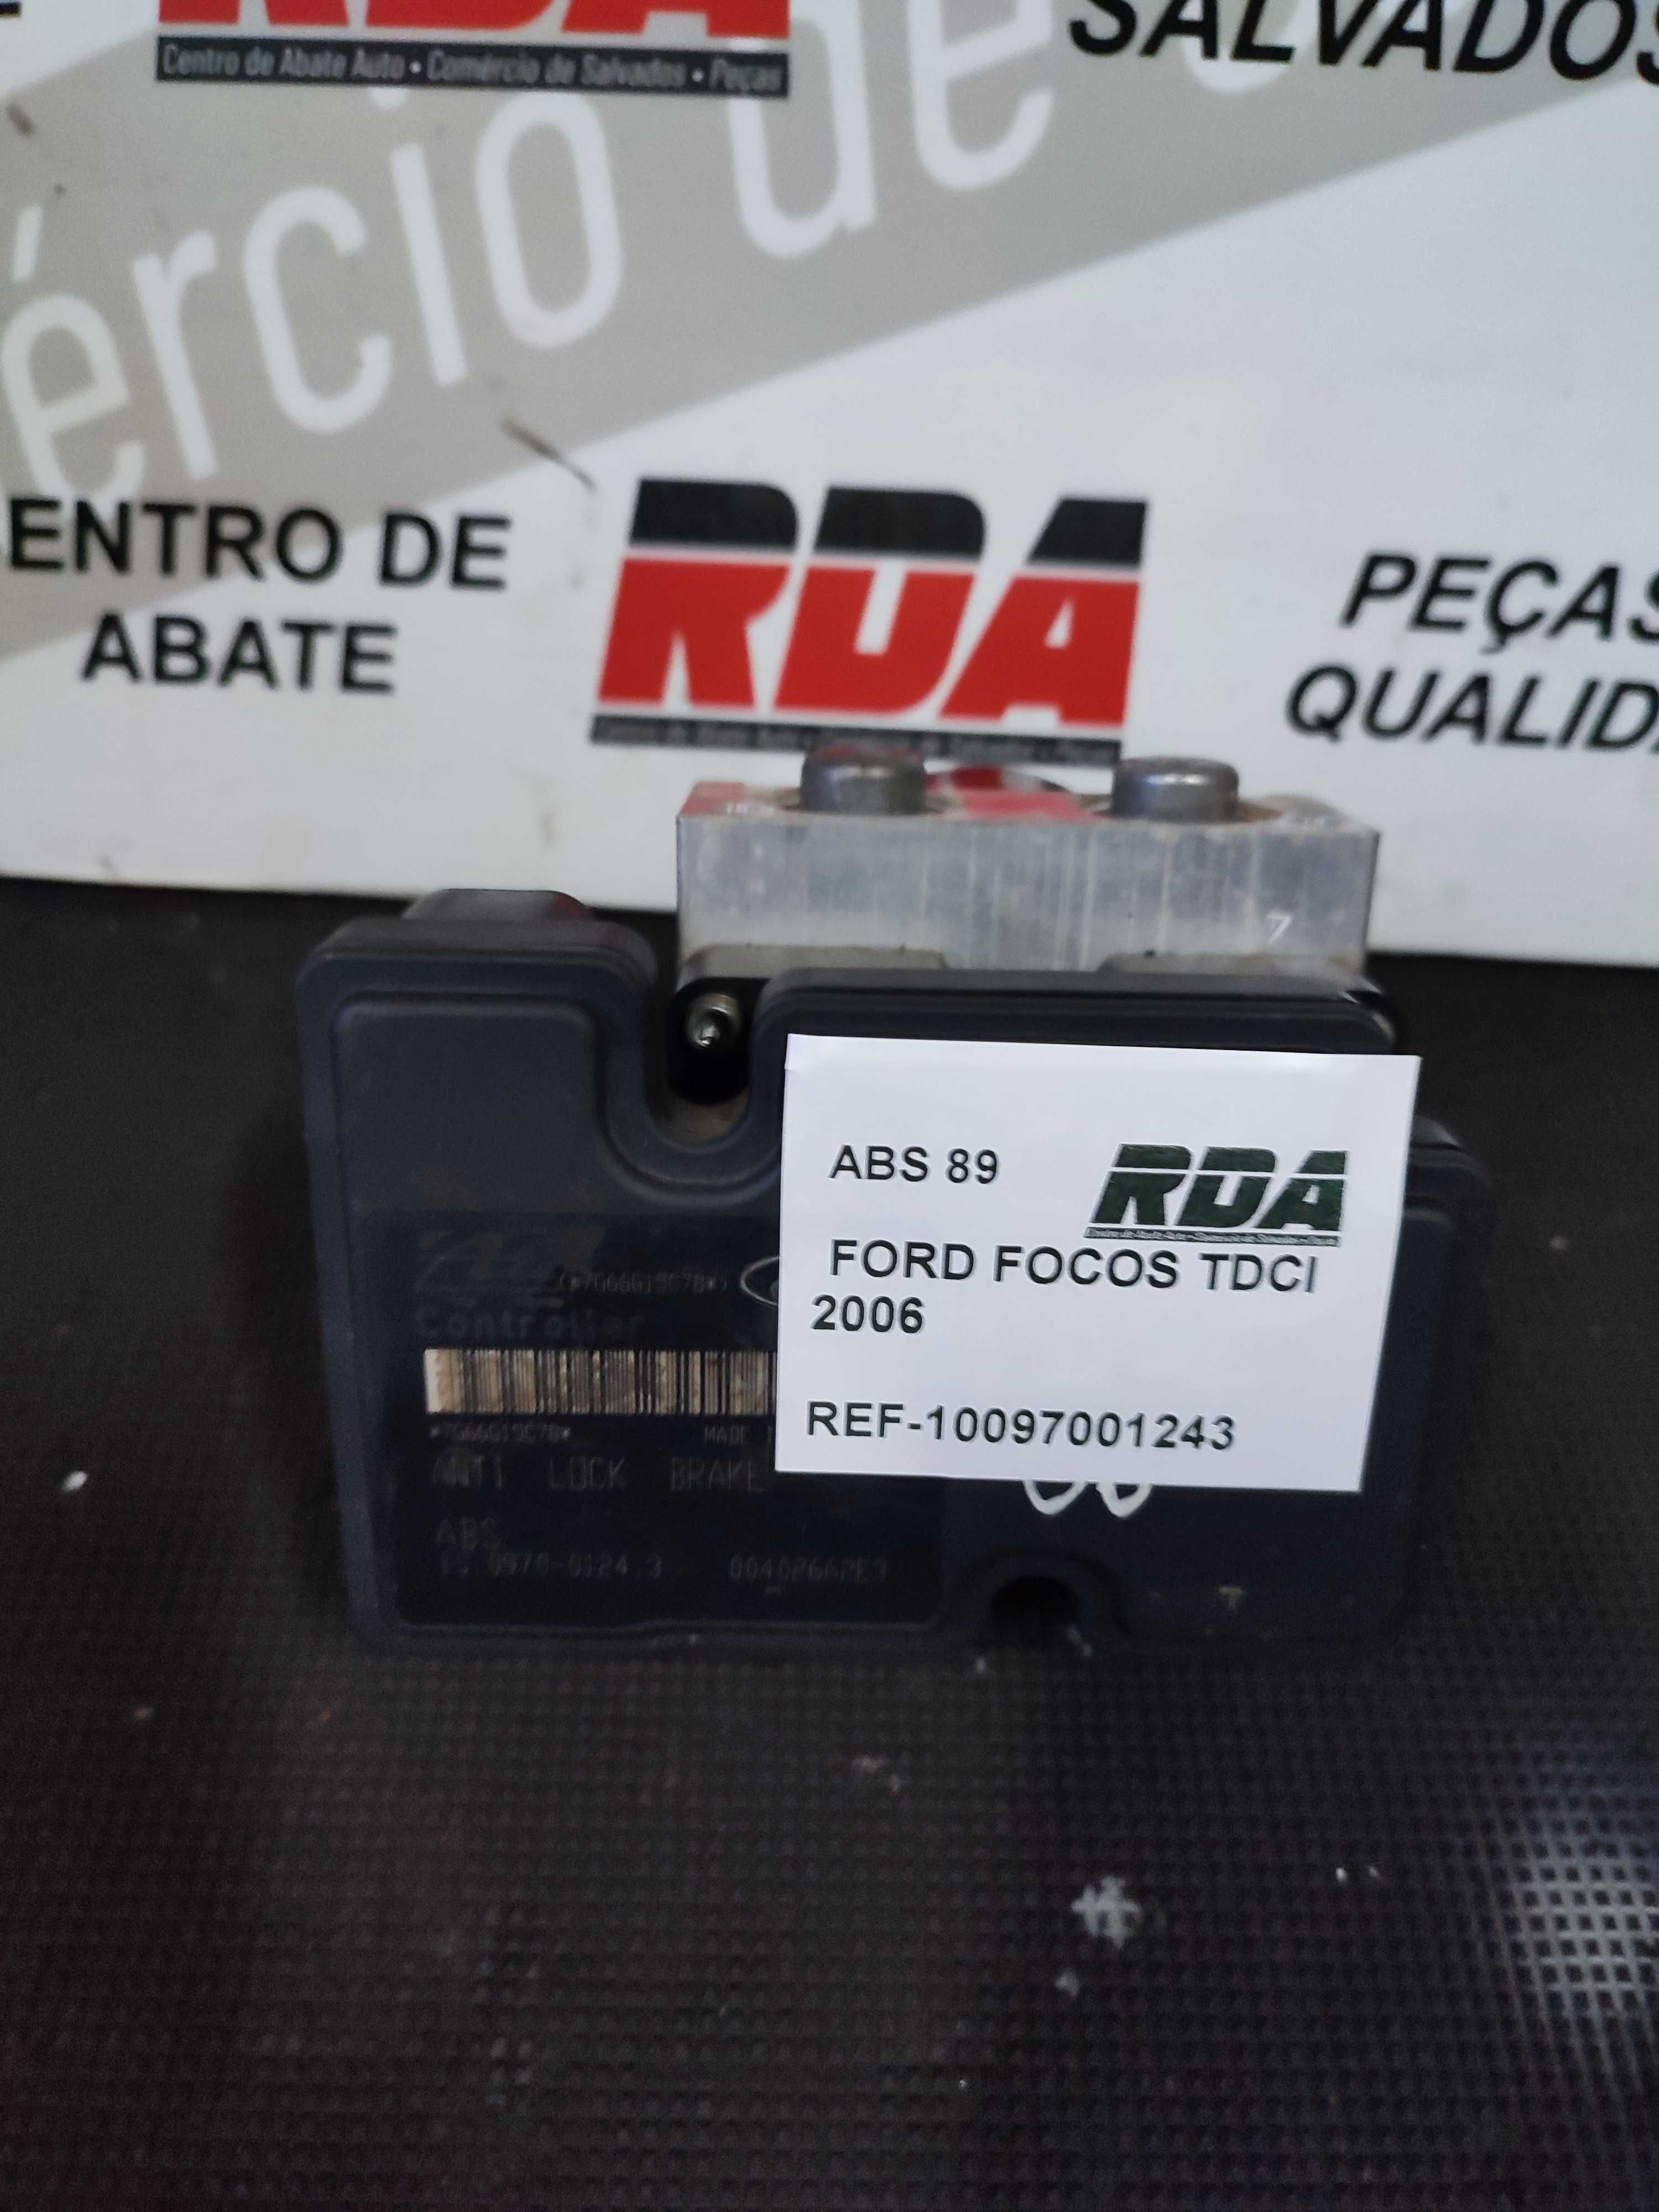 RDA
SALVADOS
Centro de Abate Auto • Comércio de Salvados • Peças
ércio de
ENTRO DE
ABATE
RDA
PEÇAS
QUALID
ABS 89
RDA
FORD FOCOS TDCI
2006
REF-10097001243
Controller
MADE
ANTI LOCK BRAKE
ABS